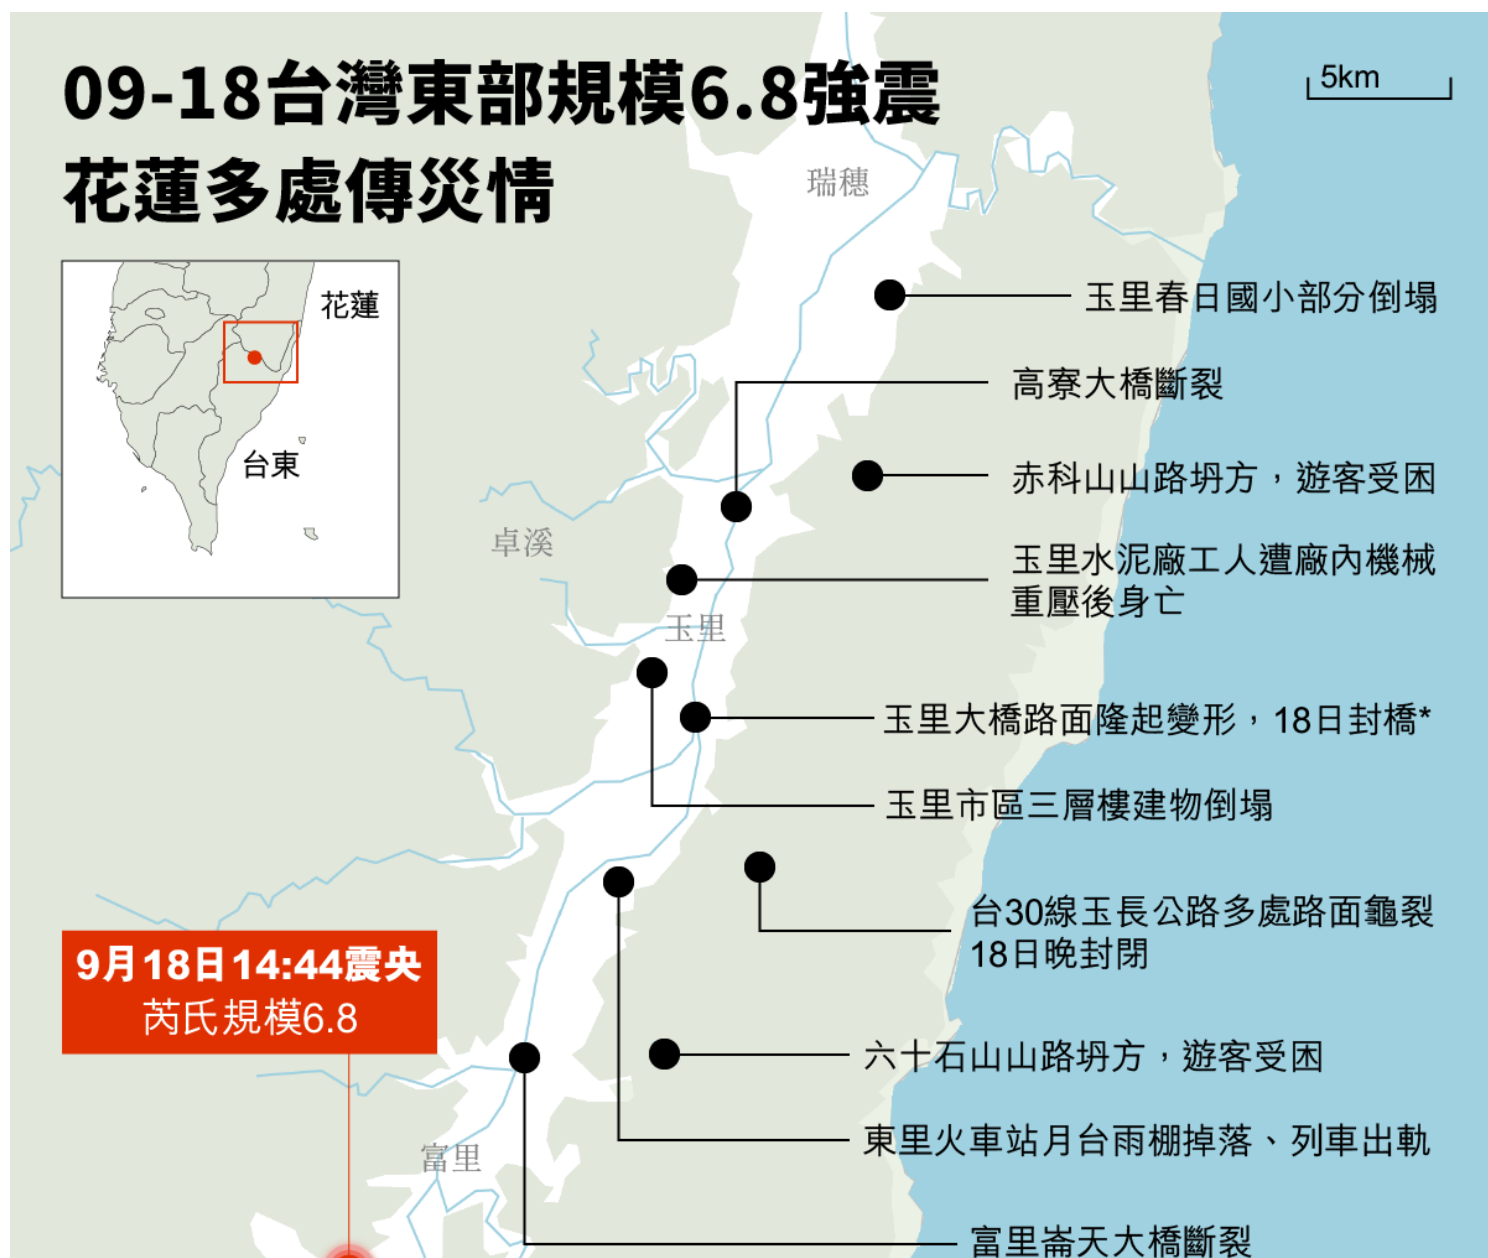 09-18台灣東部規模6.8強震
花蓮多處傳災情
5km
瑞穗
花蓮
台東
玉里春日國小部分倒塌
高寮大橋斷裂
赤科山山路坍方，遊客受困
卓溪
玉里水泥廠工人遭廠內機械
重壓後身亡
玉里
玉里大橋路面隆起變形，18日封橋*
玉里市區三層樓建物倒塌
台30線玉長公路多處路面龜裂
18日晚封閉
9月18日14:44震央
芮氏規模6.8
六十石山山路坍方，遊客受困
東里火車站月台雨棚掉落、列車出軌
富里
富里崙天大橋斷裂